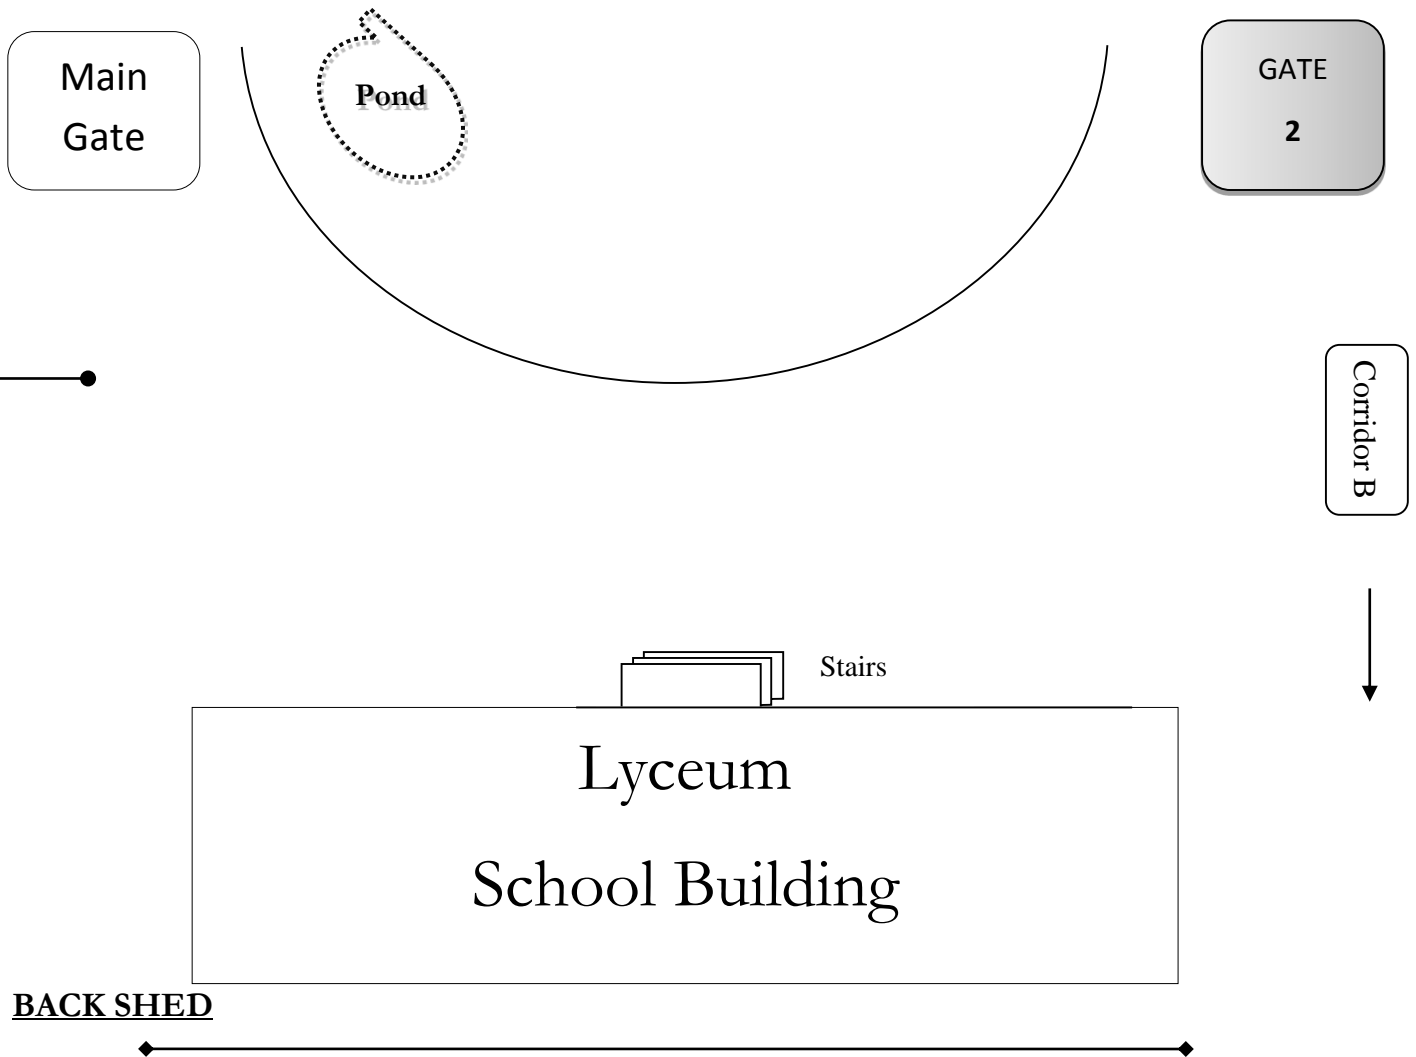 Main
Gate
Pond
GATE
2
Corridor B
Stairs
Lyceum
School Building
BACK SHED